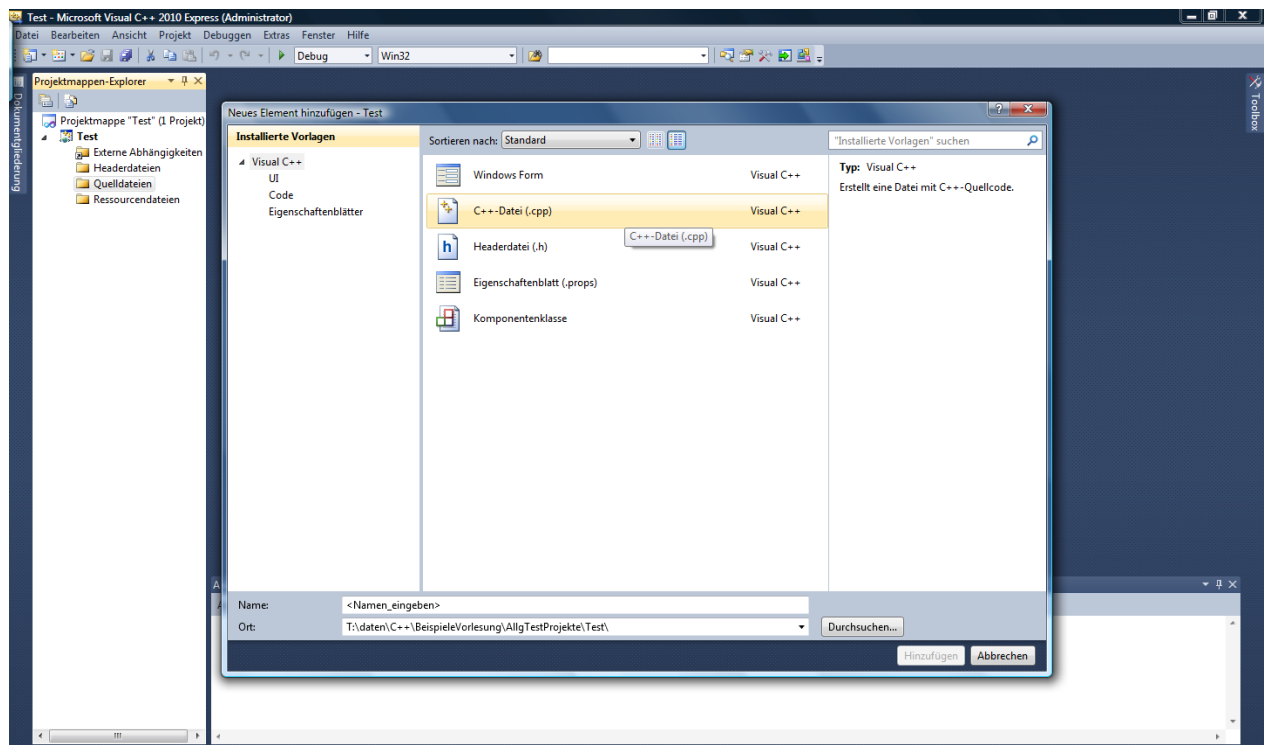 Test - Microsoft Visual C++ 2010 Express (Administrator)
Datei Bearbeiten Ansicht Projekt Debuggen Extras Fenster Hilfe
Debug Win32
Projektmappen-Explorer
Dokumentgliederung
Toolbox
Projektmappe "Test" (1 Projekt)
Test
Externe Abhängigkeiten
Headerdateien
Quelldateien
Ressourcendateien
Neues Element hinzufügen - Test
Installierte Vorlagen
Visual C++
UI
Code
Eigenschaftenblätter
Sortieren nach: Standard
"Installierte Vorlagen" suchen
Windows Form Visual C++
C++-Datei (.cpp) Visual C++
C++-Datei (.cpp)
Headerdatei (.h) Visual C++
Eigenschaftenblatt (.props) Visual C++
Komponentenklasse Visual C++
Typ: Visual C++
Erstellt eine Datei mit C++-Quellcode.
Name: <Namen_eingeben>
Ort: T:\daten\C++\BeispieleVorlesung\AllgTestProjekte\Test\
Durchsuchen...
Hinzufügen Abbrechen